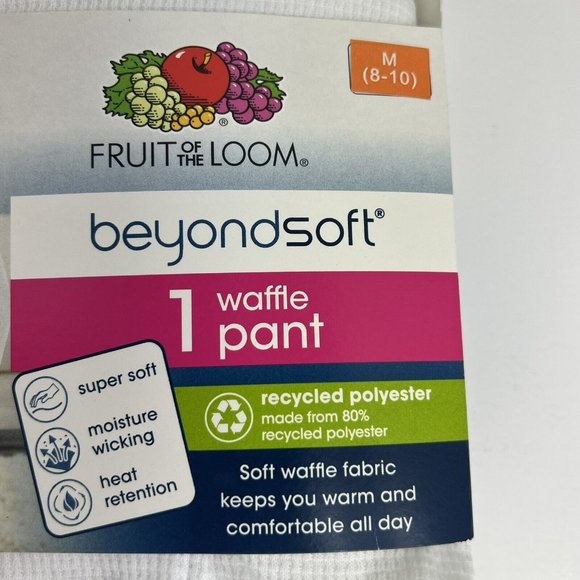 M
(8-10)
®
FRUIT OF THE LOOM®
beyondsoft®
1 waffle
pant
super soft
moisture
wicking
heat
retention
recycled polyester
made from 80%
recycled polyester
Soft waffle fabric
keeps you warm and
comfortable all day